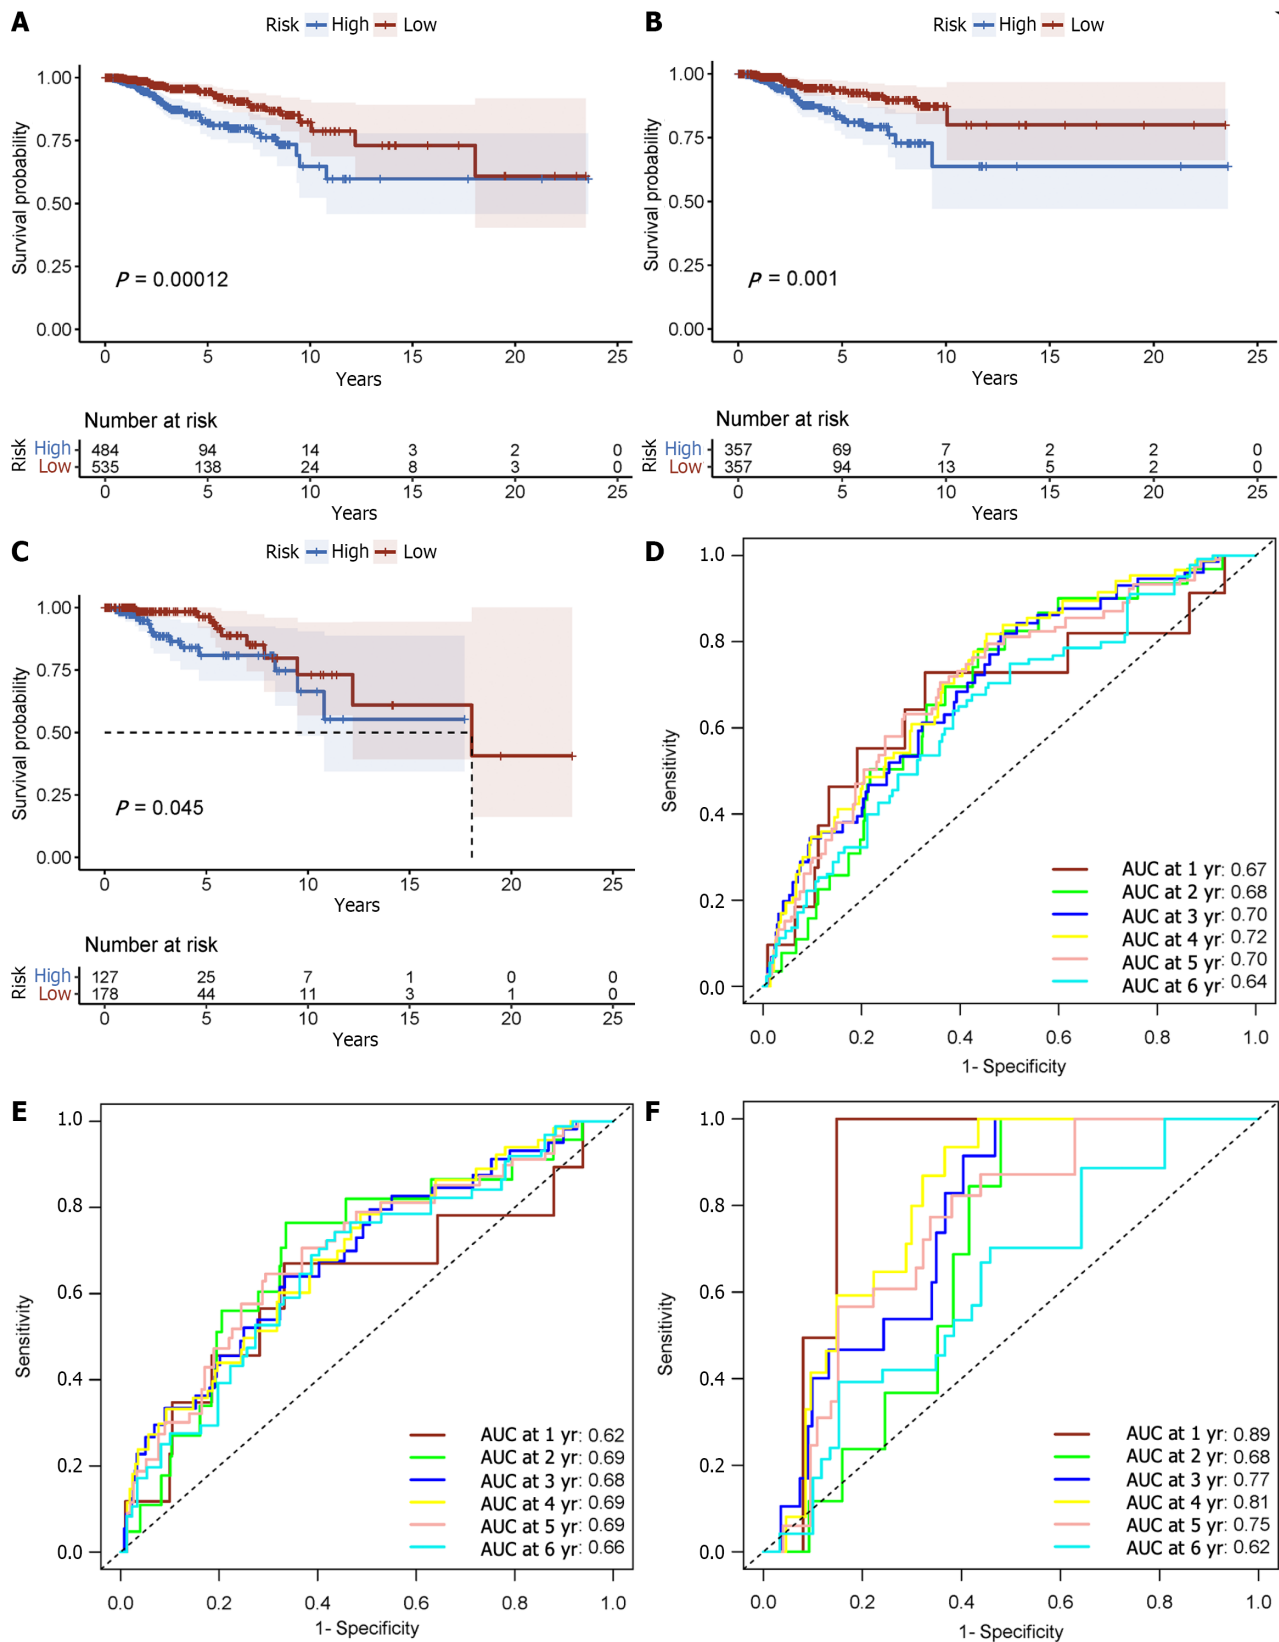 A
Risk High Low
Survival probability
1.00
0.75
0.50
0.25
0.00
P = 0.00012
0 5 10 15 20 25
Years
Number at risk
Risk
High 484 94 14 3 2 0
Low 535 138 24 8 3 0
0 5 10 15 20 25
Years
B
Risk High Low
Survival probability
1.00
0.75
0.50
0.25
0.00
P = 0.001
0 5 10 15 20 25
Years
Number at risk
Risk
High 357 69 7 2 2 0
Low 357 94 13 5 2 0
0 5 10 15 20 25
Years
C
Risk High Low
Survival probability
1.00
0.75
0.50
0.25
0.00
P = 0.045
0 5 10 15 20 25
Years
Number at risk
Risk
High 127 25 7 1 0 0
Low 178 44 11 3 1 0
0 5 10 15 20 25
Years
D
Sensitivity
1.0
0.8
0.6
0.4
0.2
0.0
AUC at 1 yr: 0.67
AUC at 2 yr: 0.68
AUC at 3 yr: 0.70
AUC at 4 yr: 0.72
AUC at 5 yr: 0.70
AUC at 6 yr: 0.64
0.0 0.2 0.4 0.6 0.8 1.0
1- Specificity
E
Sensitivity
1.0
0.8
0.6
0.4
0.2
0.0
AUC at 1 yr: 0.62
AUC at 2 yr: 0.69
AUC at 3 yr: 0.68
AUC at 4 yr: 0.69
AUC at 5 yr: 0.69
AUC at 6 yr: 0.66
0.0 0.2 0.4 0.6 0.8 1.0
1- Specificity
F
Sensitivity
1.0
0.8
0.6
0.4
0.2
0.0
AUC at 1 yr: 0.89
AUC at 2 yr: 0.68
AUC at 3 yr: 0.77
AUC at 4 yr: 0.81
AUC at 5 yr: 0.75
AUC at 6 yr: 0.62
0.0 0.2 0.4 0.6 0.8 1.0
1- Specificity